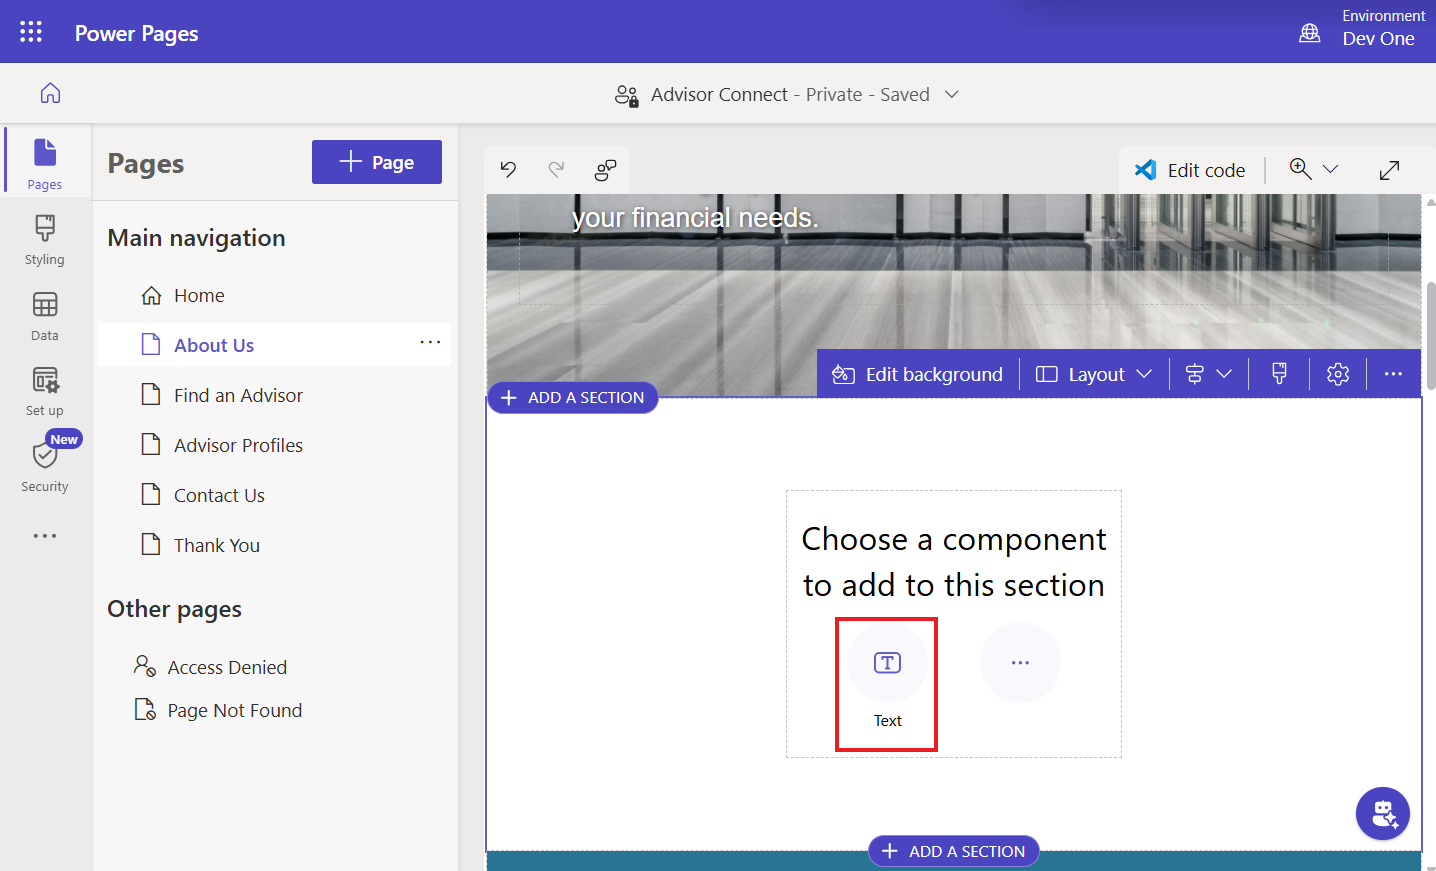 Power Pages
Environment
Dev One
Advisor Connect - Private - Saved
Pages
Styling
Data
Set up
New
Security
Pages
Page
Main navigation
Home
About Us
Find an Advisor
Advisor Profiles
Contact Us
Thank You
Other pages
Access Denied
Page Not Found
Edit code
your financial needs.
Edit background
Layout
ADD A SECTION
Choose a component
to add to this section
T
Text
ADD A SECTION